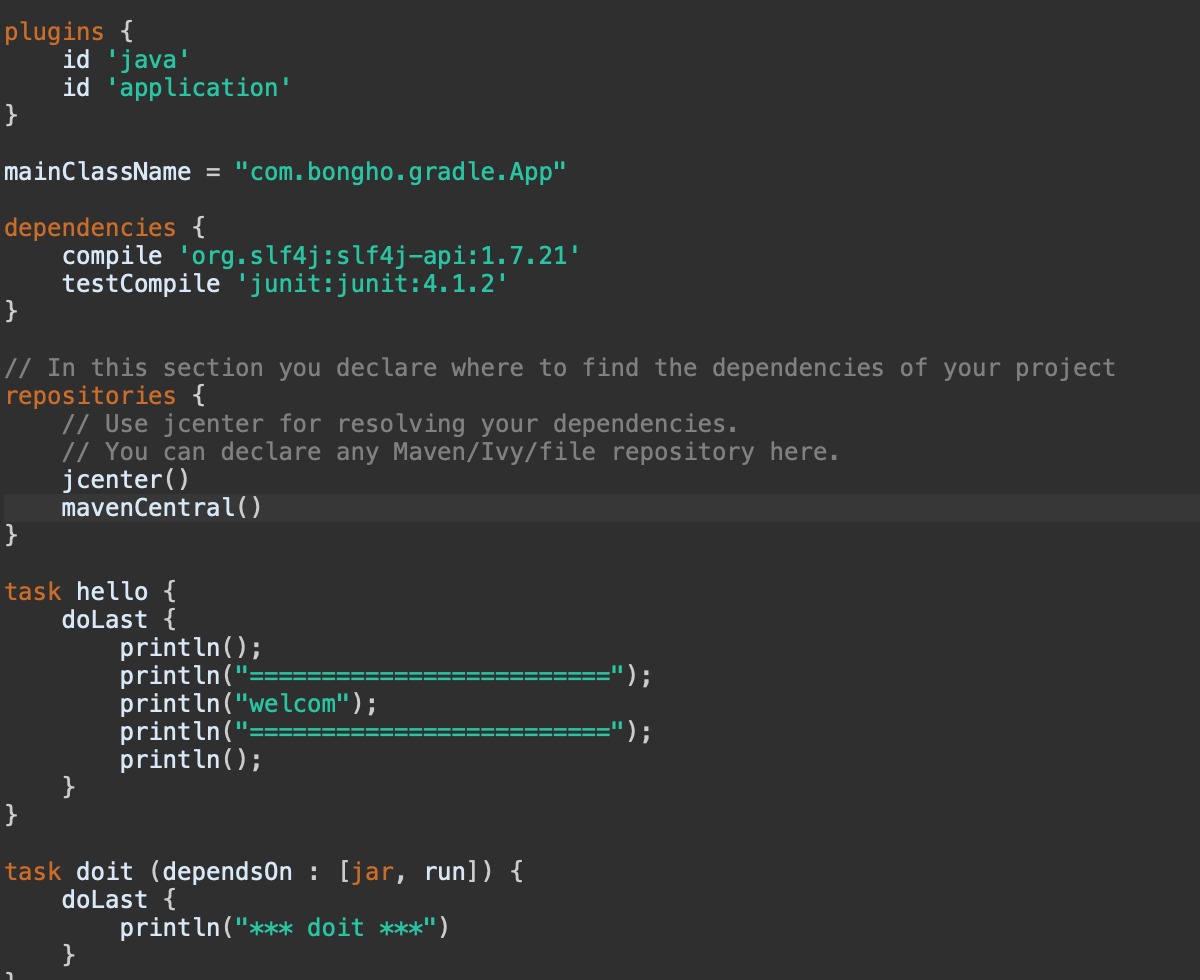 plugins {
    id 'java'
    id 'application'
}

mainClassName = "com.bongho.gradle.App"

dependencies {
    compile 'org.slf4j:slf4j-api:1.7.21'
    testCompile 'junit:junit:4.1.2'
}

// In this section you declare where to find the dependencies of your project
repositories {
    // Use jcenter for resolving your dependencies.
    // You can declare any Maven/Ivy/file repository here.
    jcenter()
    mavenCentral()
}

task hello {
    doLast {
        println();
        println("=========================");
        println("welcom");
        println("=========================");
        println();
    }
}

task doit (dependsOn : [jar, run]) {
    doLast {
        println("*** doit ***")
    }
}